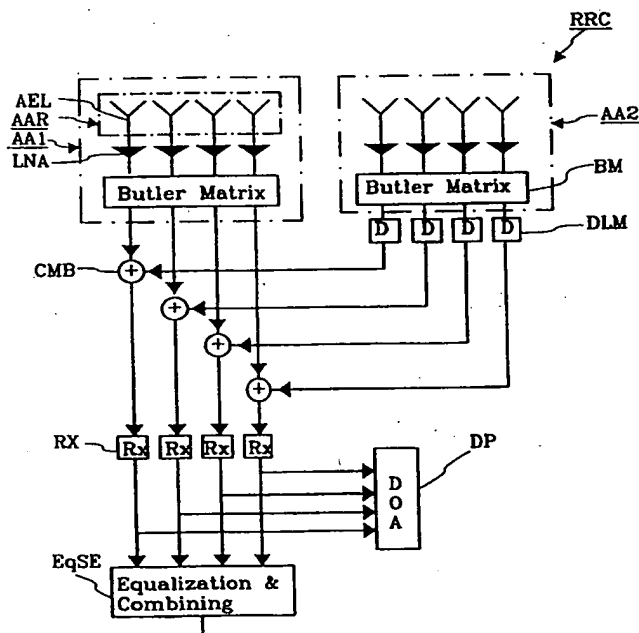 RRC
AEL
AAR
AA1
LNA
AA2
Butler Matrix
Butler Matrix
BM
D D D D
DLM
CMB
+
+
+
+
RX
Rx Rx Rx Rx
DP
D
O
A
EqSE
Equalization &
Combining